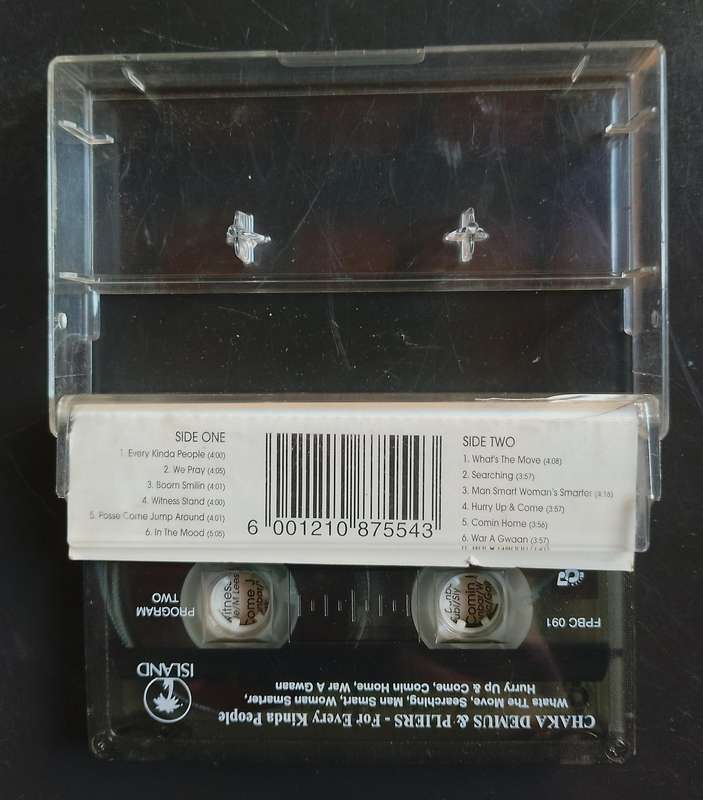 SIDE ONE
1. Every Kinda People (4:00)
2. We Pray (4:05)
3. Boom Smilin (4:01)
4. Witness Stand (4:00)
5. Posse Come Jump Around (4:01)
6. In The Mood (5:05)
6 001210 875543
SIDE TWO
1. What's The Move (4:08)
2. Searching (3:57)
3. Man Smart Woman's Smarter (4:16)
4. Hurry Up & Come (3:57)
5. Comin Home (3:56)
6. War A Gwaan (3:57)
CHAKA DEMUS & PLIERS - For Every Kinda People
Whats The Move, Searching, Man Smart, Woman Smarter,
Hurry Up & Come, Comin Home, War A Gwaan
ISLAND
FPBC 091
PROGRAM
TWO
Come J
Comin